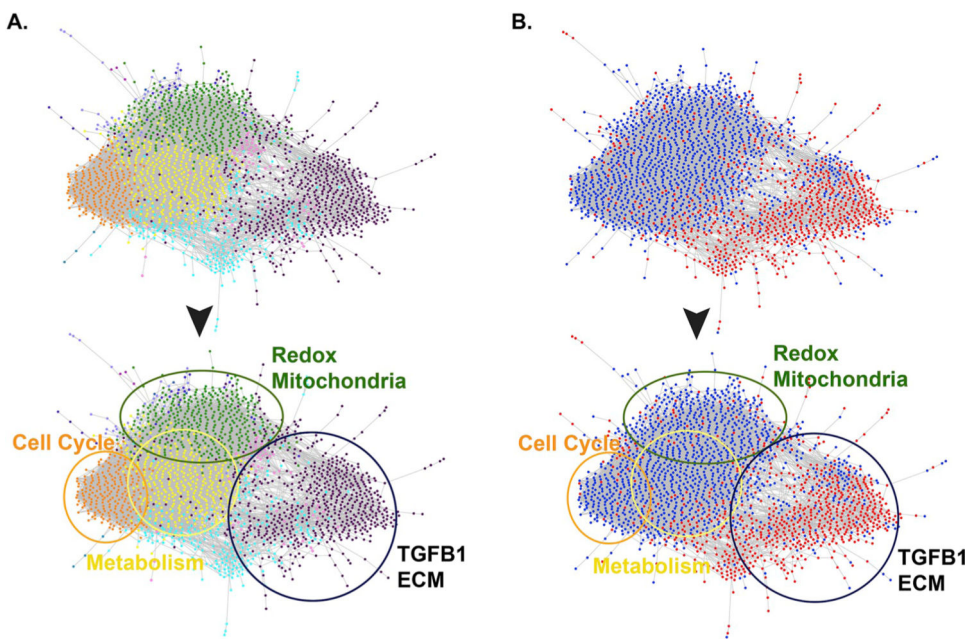 A.
B.
Redox
Mitochondria
Cell Cycle
Metabolism
TGFB1
ECM
Redox
Mitochondria
Cell Cycle
Metabolism
TGFB1
ECM